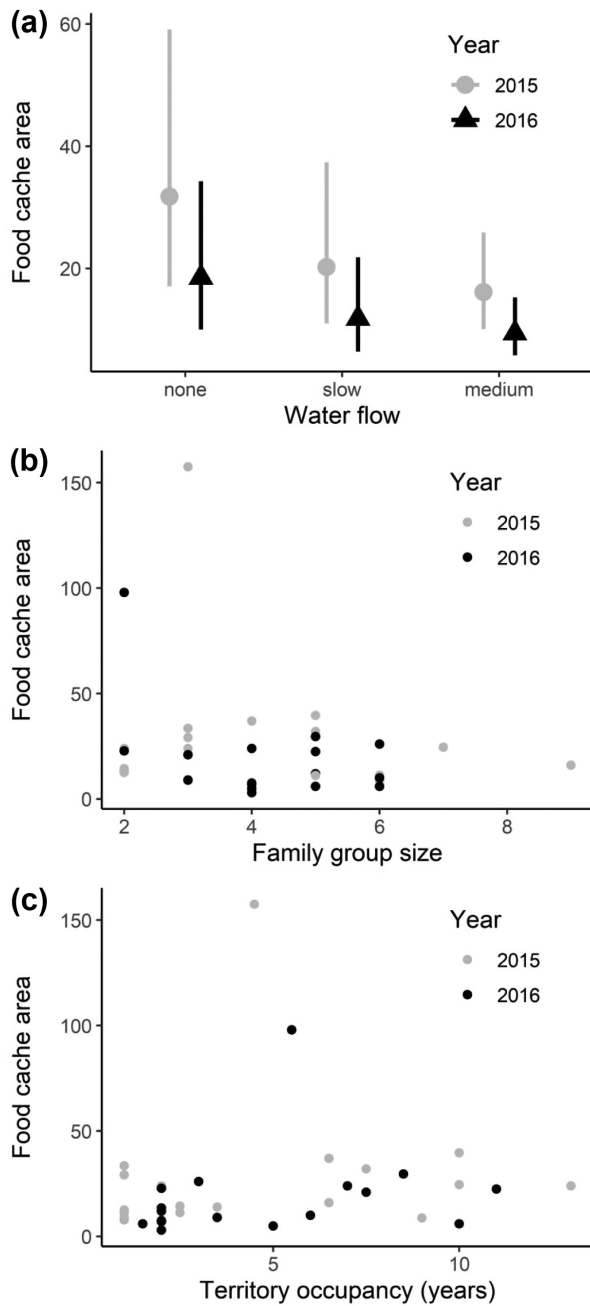 (a)
60
40
20
Food cache area
Year
2015
2016
none slow medium
Water flow
(b)
150
100
50
0
Food cache area
Year
2015
2016
2 4 6 8
Family group size
(c)
150
100
50
0
Food cache area
Year
2015
2016
5 10
Territory occupancy (years)